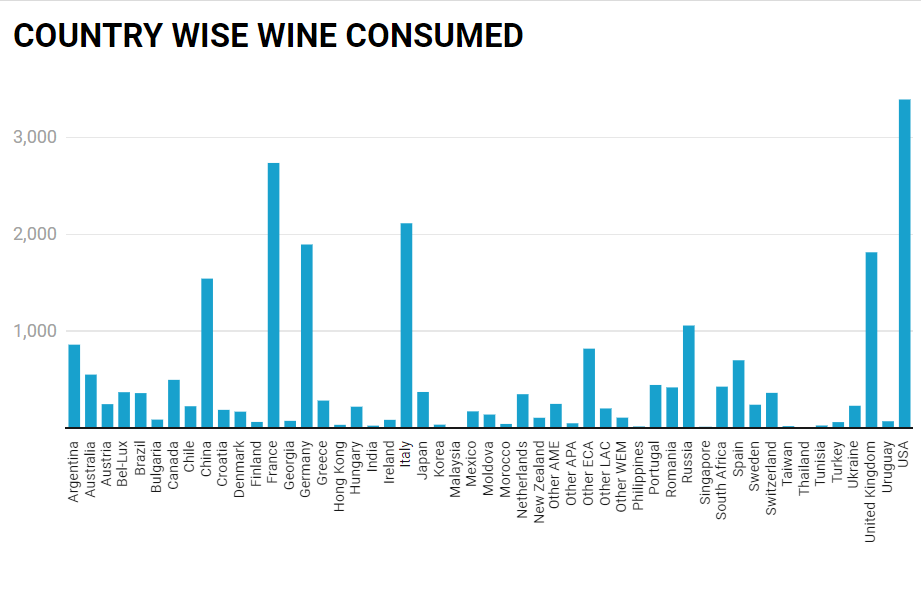 COUNTRY WISE WINE CONSUMED
3,000
2,000
1,000
Argentina
Australia
Austria
Bel-Lux
Brazil
Bulgaria
Canada
Chile
China
Croatia
Denmark
Finland
France
Georgia
Germany
Greece
Hong Kong
Hungary
India
Ireland
Italy
Japan
Korea
Malaysia
Mexico
Moldova
Morocco
Netherlands
New Zealand
Other AME
Other APA
Other ECA
Other LAC
Other WEM
Philippines
Portugal
Romania
Russia
Singapore
South Africa
Spain
Sweden
Switzerland
Taiwan
Thailand
Tunisia
Turkey
Ukraine
United Kingdom
Uruguay
USA